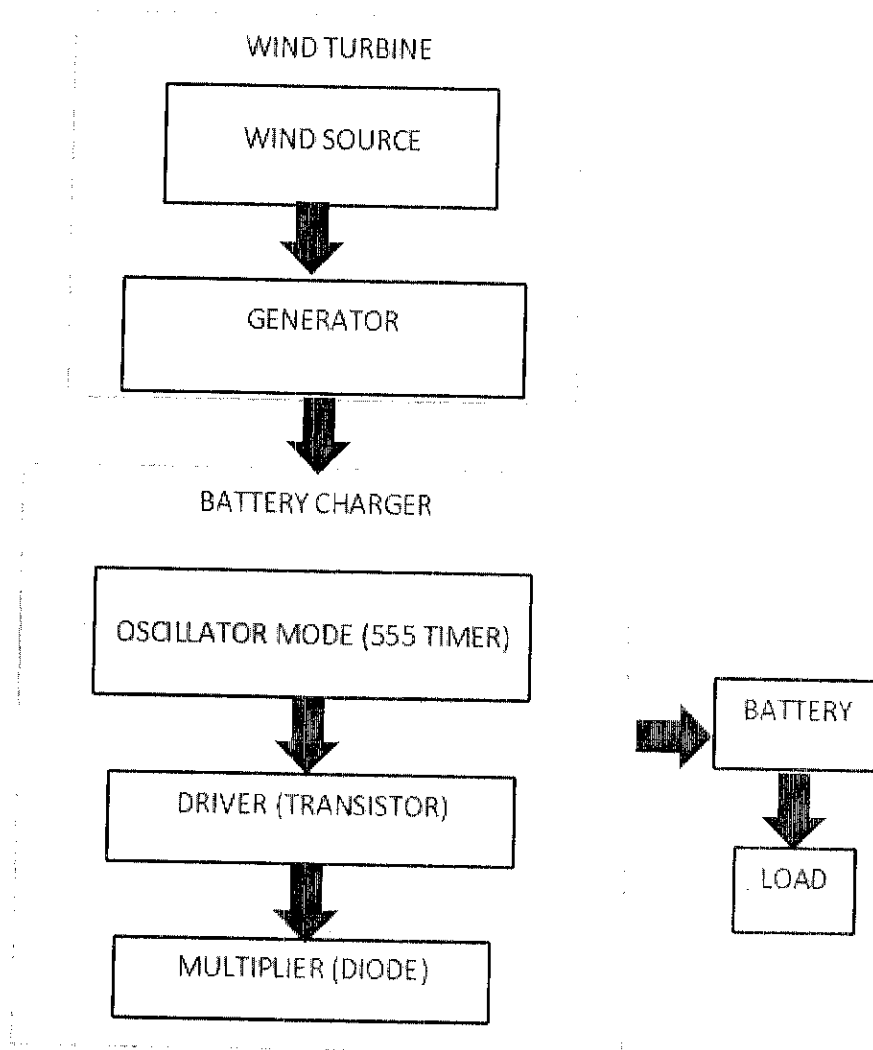 WIND TURBINE
WIND SOURCE
GENERATOR
BATTERY CHARGER
OSCILLATOR MODE (555 TIMER)
DRIVER (TRANSISTOR)
MULTIPLIER (DIODE)
BATTERY
LOAD